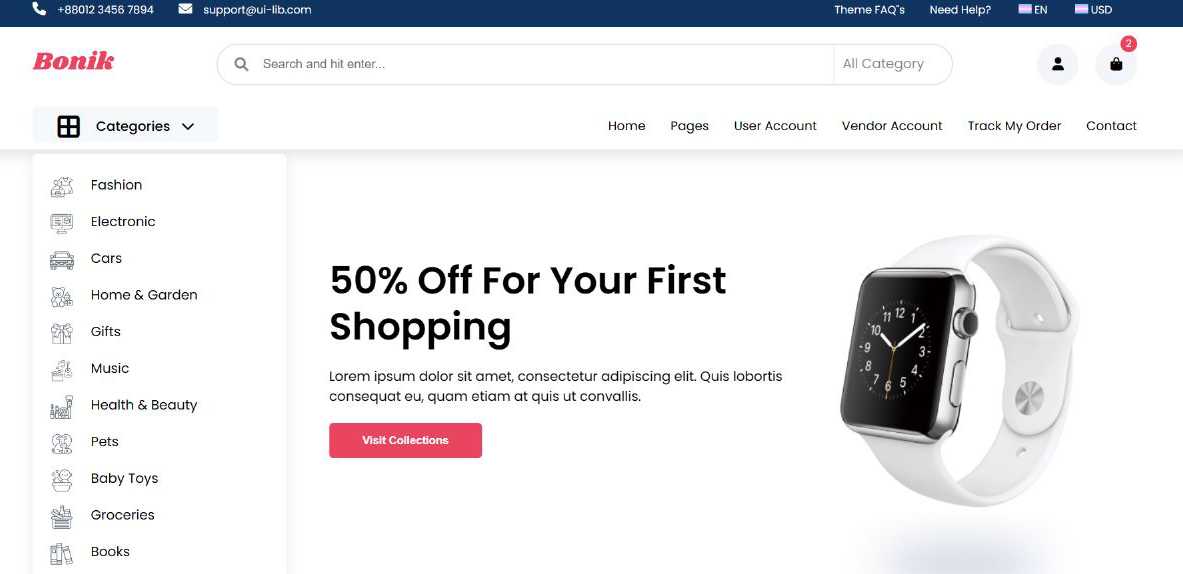 +88012 3456 7894
support@ui-lib.com
Theme FAQ"s
Need Help?
EN
USD
Bonik
Search and hit enter...
All Category
2
Categories
Home
Pages
User Account
Vendor Account
Track My Order
Contact
Fashion
Electronic
Cars
Home & Garden
Gifts
Music
Health & Beauty
Pets
Baby Toys
Groceries
Books
50% Off For Your First
Shopping
Lorem ipsum dolor sit amet, consectetur adipiscing elit. Quis lobortis
consequat eu, quam etiam at quis ut convallis.
Visit Collections
11 12 1
10 2
9 3
8 4
7 6 5